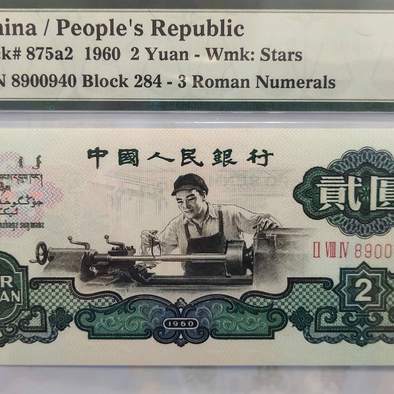 hina / People's Republic
k# 875a2 1960 2 Yuan - Wmk: Stars
N 8900940 Block 284 - 3 Roman Numerals
中國人民銀行
貳圓
II VIII IV 8900
2
1960